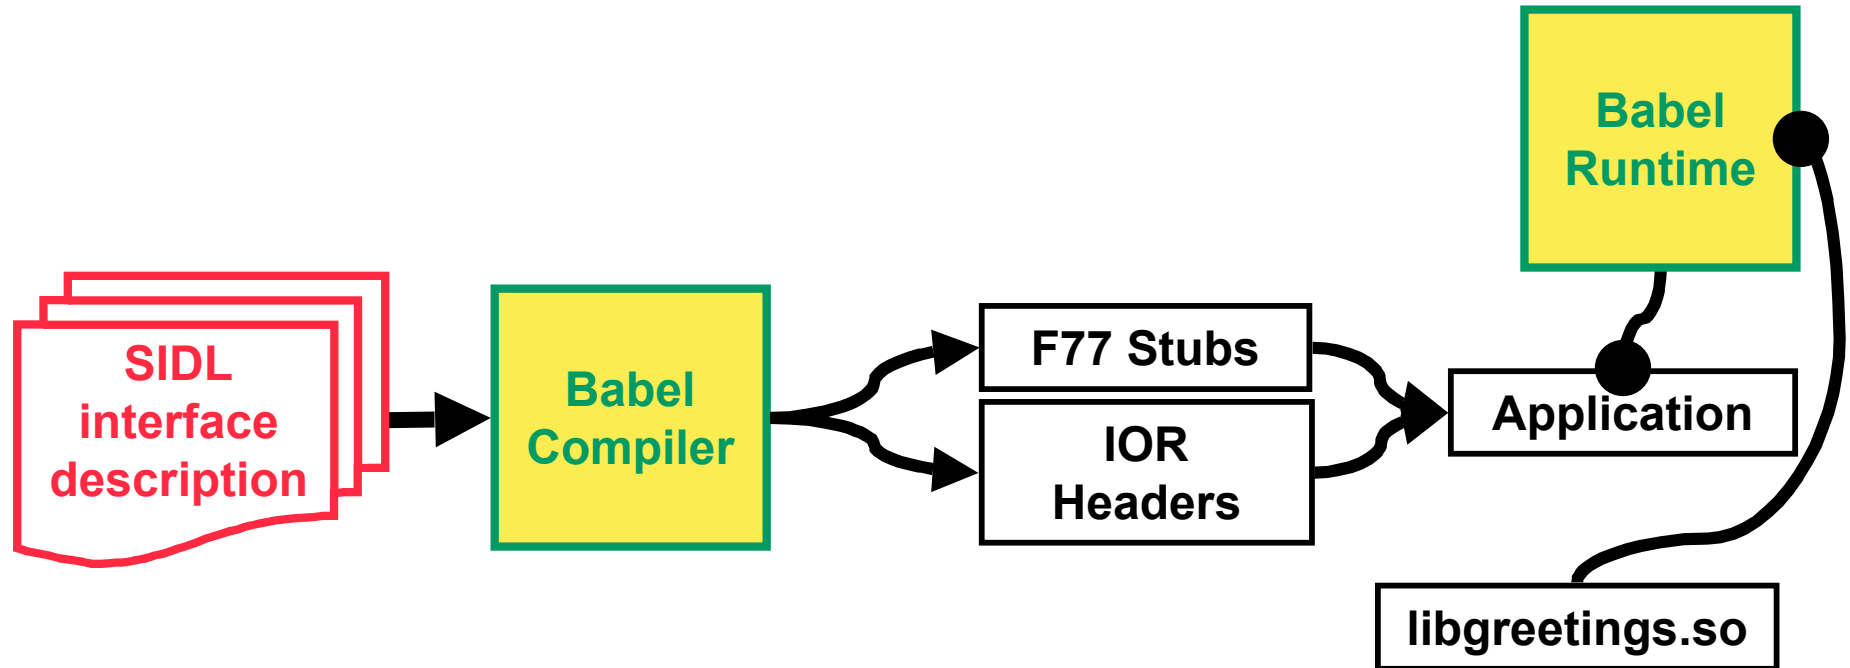 Babel
Runtime
SIDL
interface
description
Babel
Compiler
F77 Stubs
IOR
Headers
Application
libgreetings.so